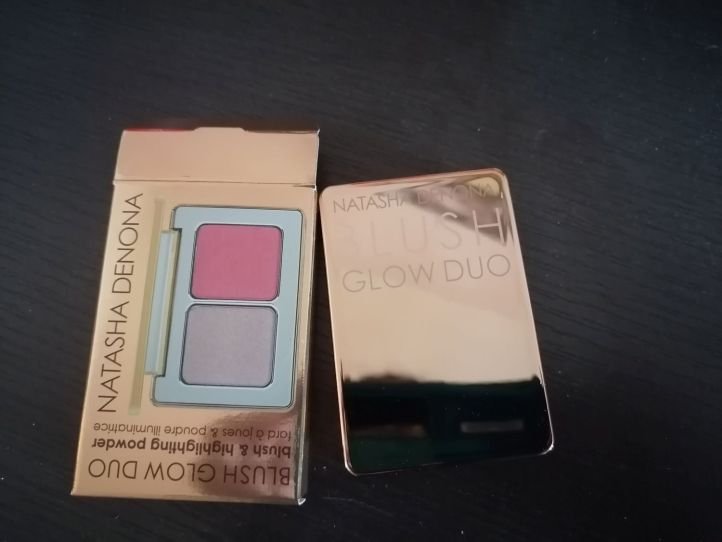 NATASHA DENONA
BLUSH GLOW DUO
blush & highlighting powder
fard à joues & poudre illuminatrice
NATASHA DENONA
BLUSH
GLOW DUO